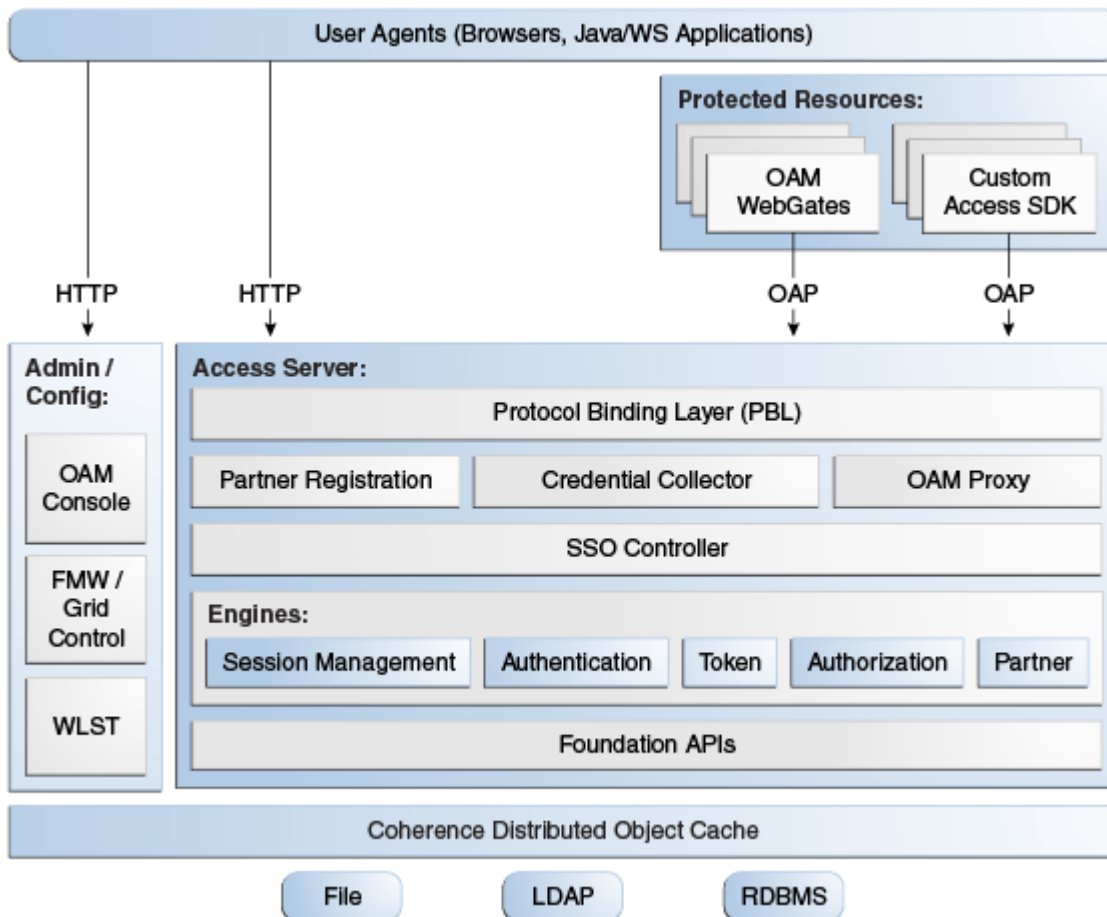 User Agents (Browsers, Java/WS Applications)
Protected Resources:
OAM
WebGates
Custom
Access SDK
HTTP
HTTP
OAP
OAP
Admin /
Config:
OAM
Console
FMW /
Grid
Control
WLST
Access Server:
Protocol Binding Layer (PBL)
Partner Registration
Credential Collector
OAM Proxy
SSO Controller
Engines:
Session Management
Authentication
Token
Authorization
Partner
Foundation APIs
Coherence Distributed Object Cache
File
LDAP
RDBMS